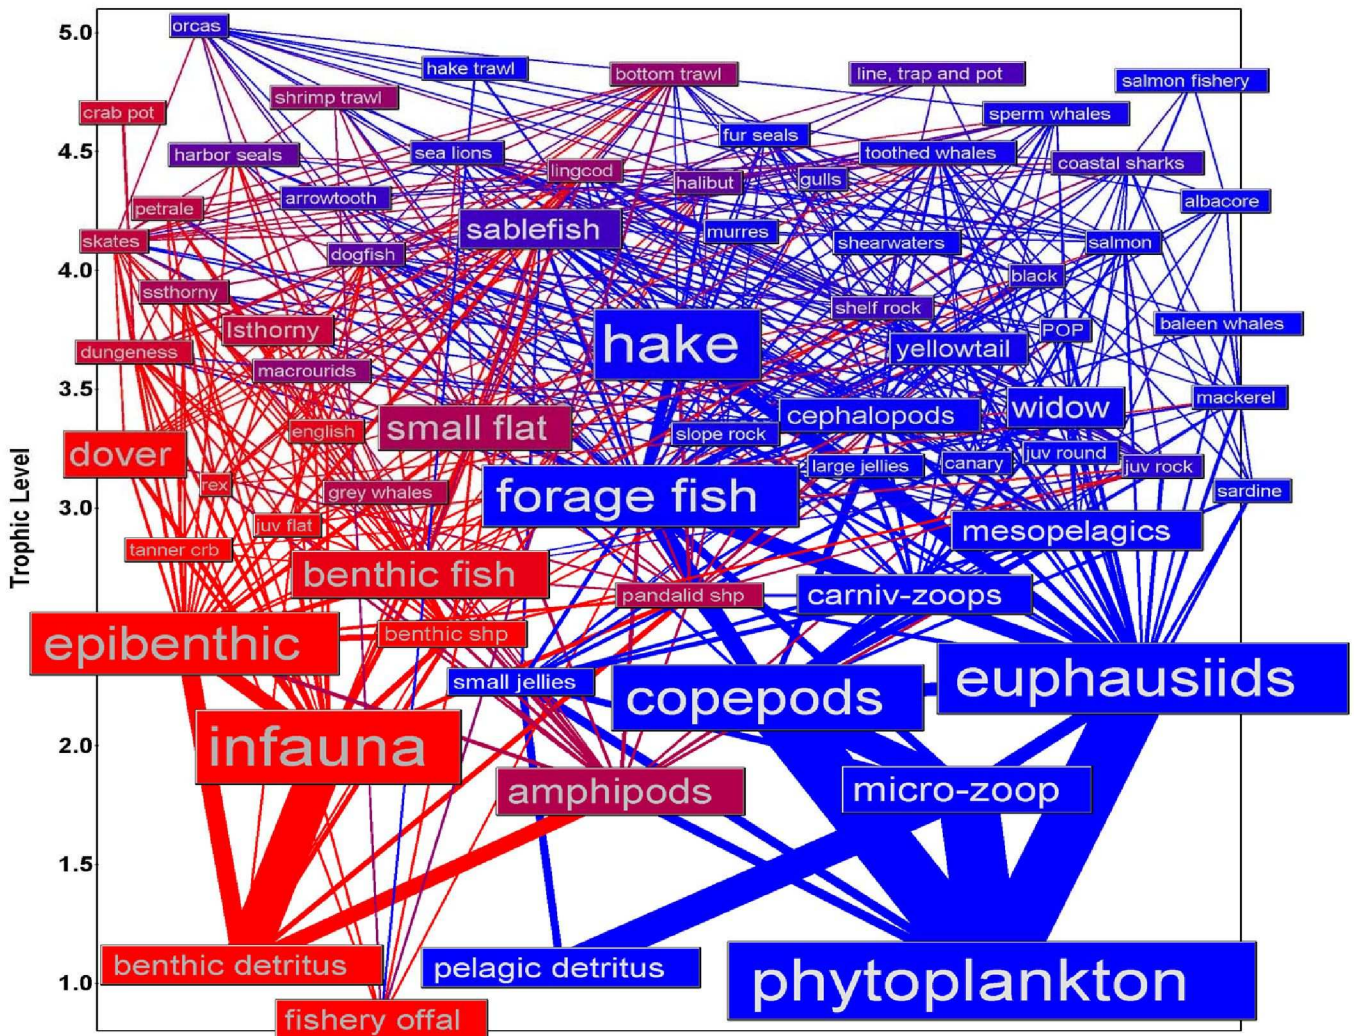 5.0
orcas
hake trawl
bottom trawl
line, trap and pot
salmon fishery
shrimp trawl
crab pot
sperm whales
fur seals
4.5
harbor seals
sea lions
toothed whales
coastal sharks
lingcod
halibut
gulls
arrowtooth
petrale
albacore
sablefish
murres
skates
shearwaters
salmon
dogfish
4.0
black
ssthorny
shelf rock
lsthorny
hake
POP
baleen whales
yellowtail
dungeness
macrourids
3.5
mackerel
small flat
cephalopods
widow
english
slope rock
dover
large jellies
canary
juv round
juv rock
rex
grey whales
forage fish
sardine
3.0
Trophic Level
juv flat
mesopelagics
tanner crb
benthic fish
pandalid shp
carniv-zoops
epibenthic
benthic shp
small jellies
copepods
euphausiids
infauna
2.0
amphipods
micro-zoop
1.5
benthic detritus
pelagic detritus
phytoplankton
1.0
fishery offal